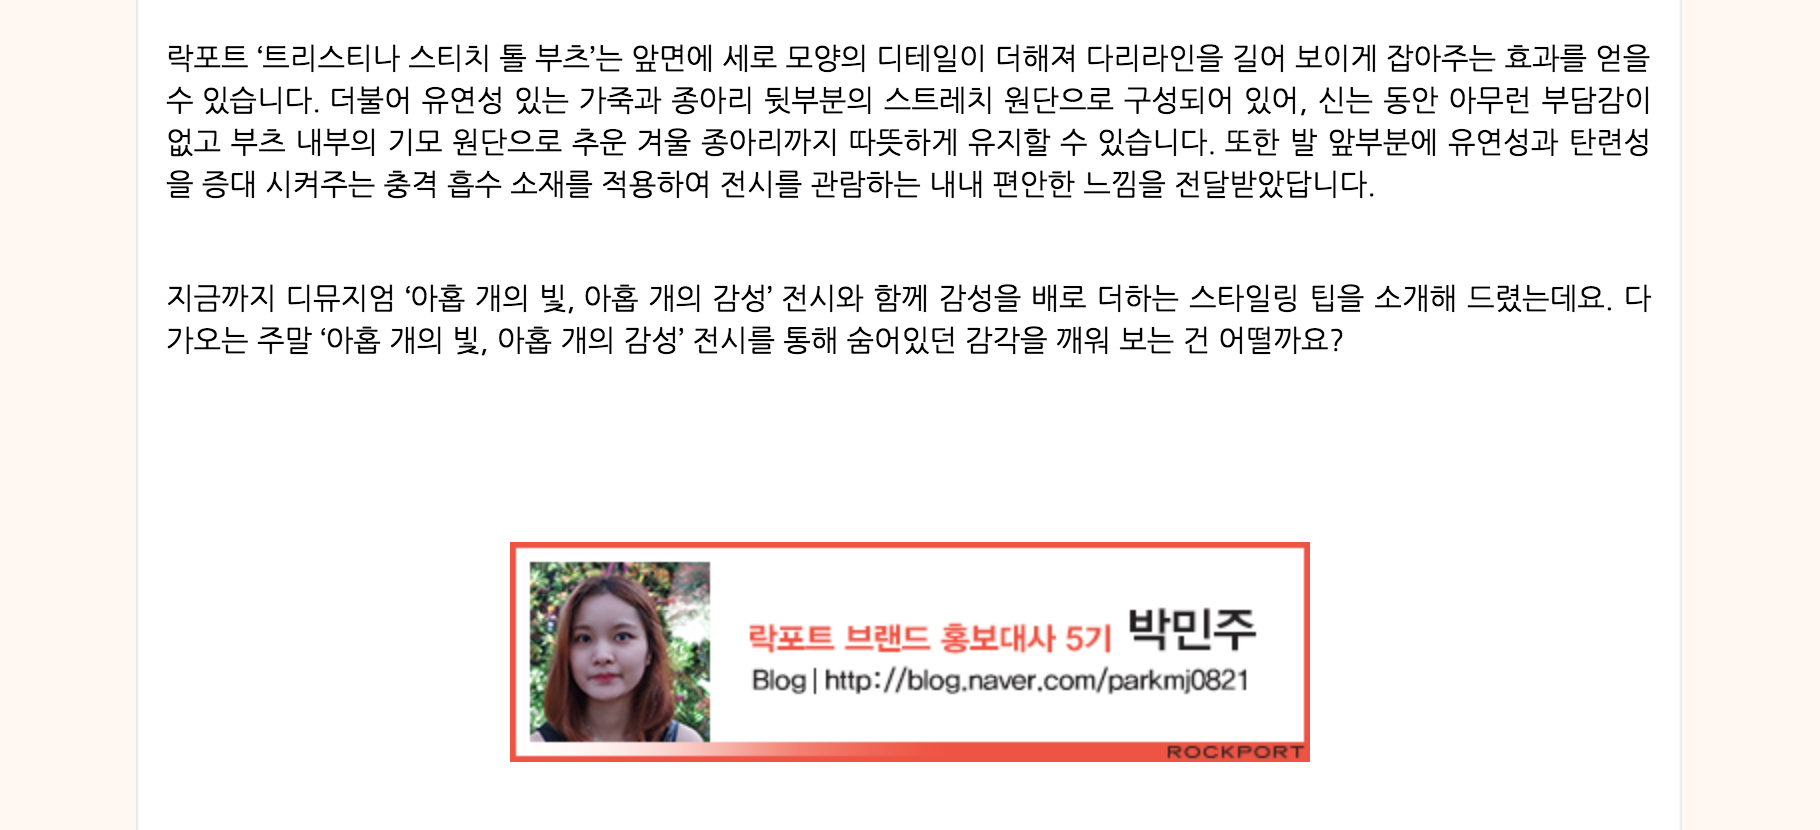 락포트 ‘트리스티나 스티치 톨 부츠’는 앞면에 세로 모양의 디테일이 더해져 다리라인을 길어 보이게 잡아주는 효과를 얻을
수 있습니다. 더불어 유연성 있는 가죽과 종아리 뒷부분의 스트레치 원단으로 구성되어 있어, 신는 동안 아무런 부담감이
없고 부츠 내부의 기모 원단으로 추운 겨울 종아리까지 따뜻하게 유지할 수 있습니다. 또한 발 앞부분에 유연성과 탄련성
을 증대 시켜주는 충격 흡수 소재를 적용하여 전시를 관람하는 내내 편안한 느낌을 전달받았답니다.
지금까지 디뮤지엄 ‘아홉 개의 빛, 아홉 개의 감성’ 전시와 함께 감성을 배로 더하는 스타일링 팁을 소개해 드렸는데요. 다
가오는 주말 ‘아홉 개의 빛, 아홉 개의 감성’ 전시를 통해 숨어있던 감각을 깨워 보는 건 어떨까요?
락포트 브랜드 홍보대사 5기 박민주
Blog | http://blog.naver.com/parkmj0821
ROCKPORT